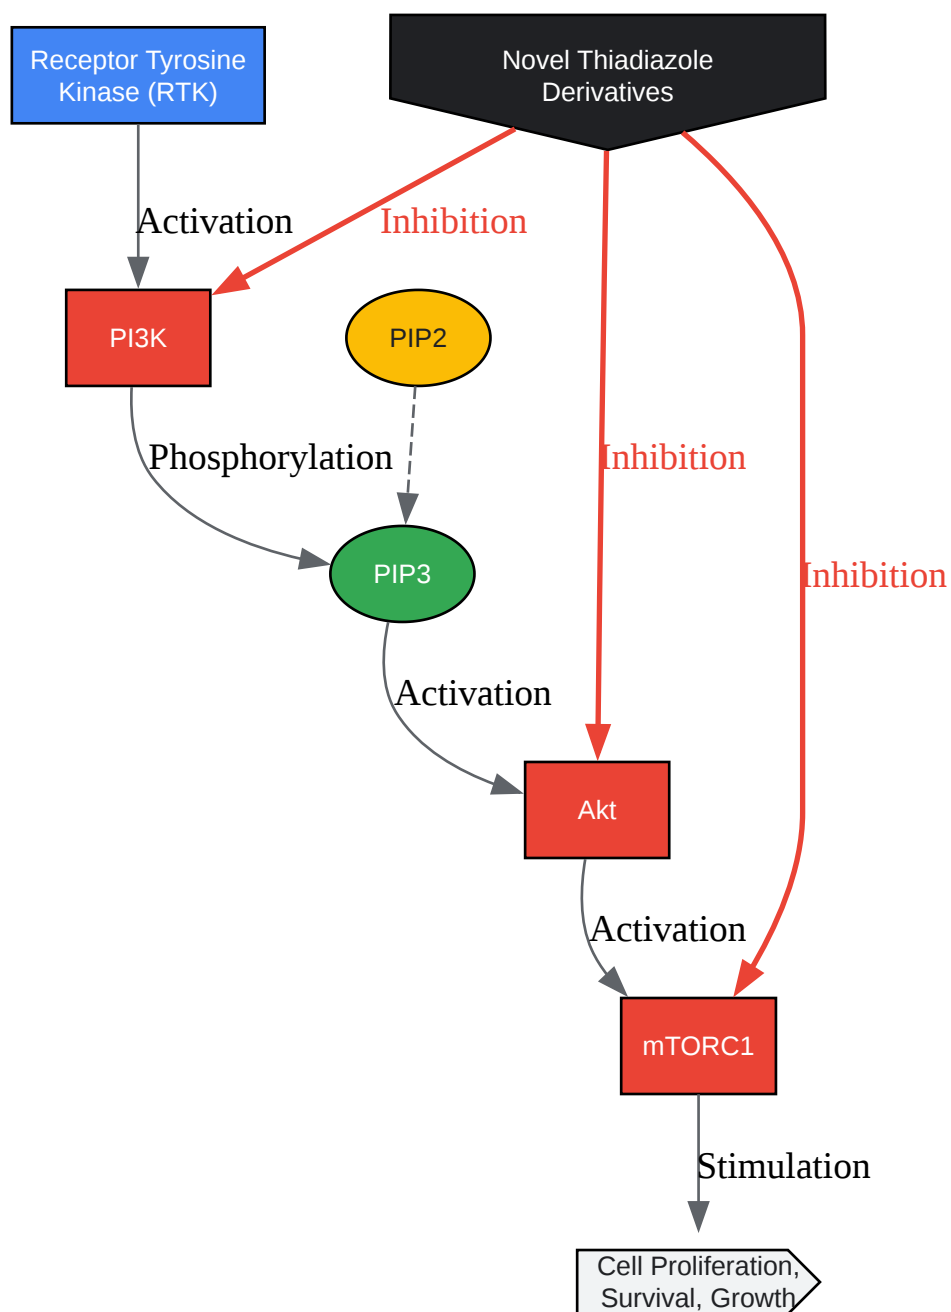 Receptor Tyrosine
Kinase (RTK)
Novel Thiadiazole
Derivatives
Activation
Inhibition
PI3K
PIP2
Phosphorylation
Inhibition
PIP3
Inhibition
Activation
Akt
Activation
mTORC1
Stimulation
Cell Proliferation,
Survival, Growth